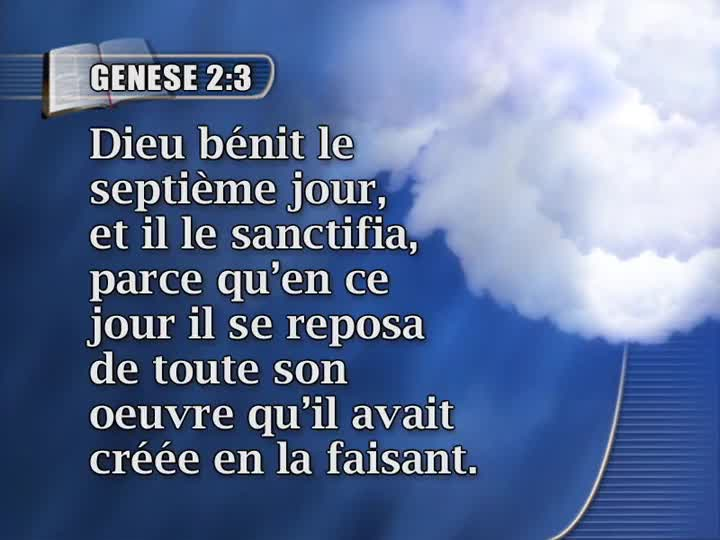 GENESE 2:3
Dieu bénit le
septième jour,
et il le sanctifia,
parce qu’en ce
jour il se reposa
de toute son
oeuvre qu’il avait
créée en la faisant.